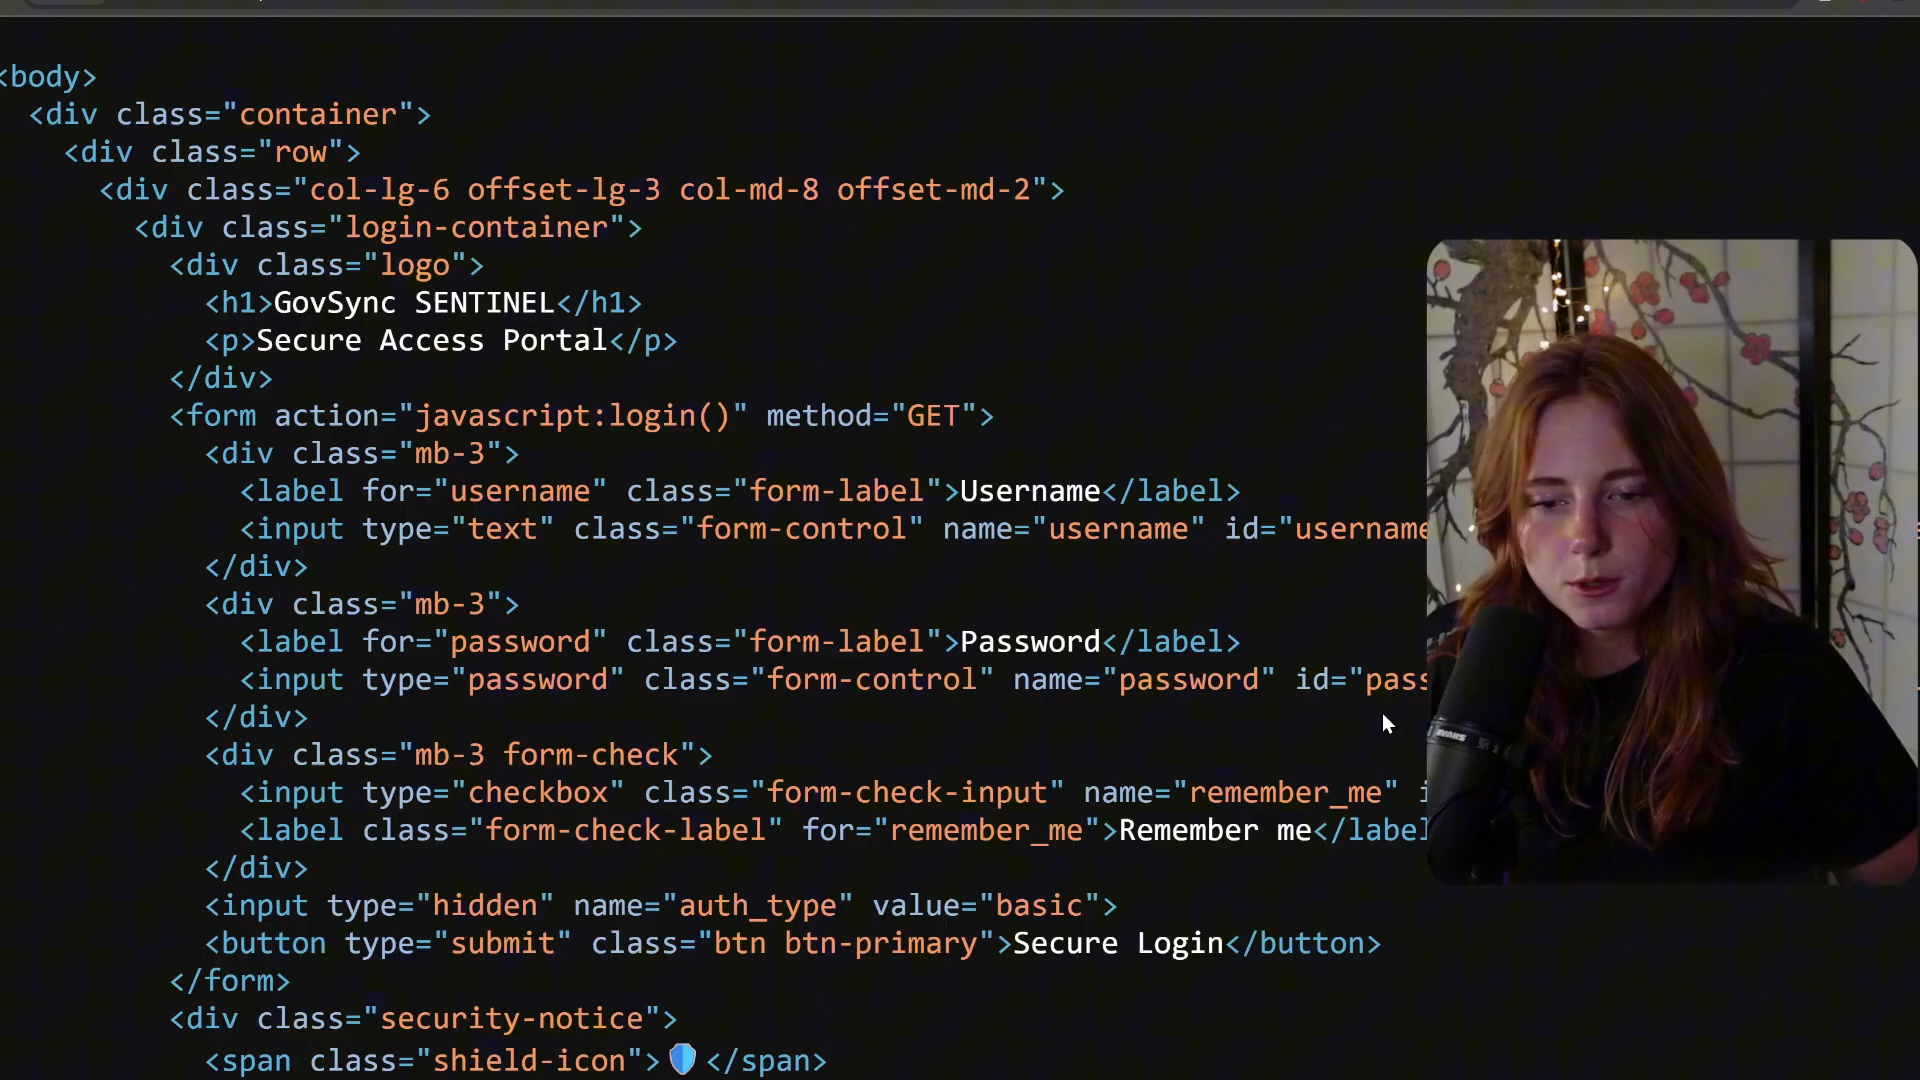 <body>
<div class="container">
<div class="row">
<div class="col-lg-6 offset-lg-3 col-md-8 offset-md-2">
<div class="login-container">
<div class="logo">
<h1>GovSync SENTINEL</h1>
<p>Secure Access Portal</p>
</div>
<form action="javascript:login()" method="GET">
<div class="mb-3">
<label for="username" class="form-label">Username</label>
<input type="text" class="form-control" name="username" id="username
</div>
<div class="mb-3">
<label for="password" class="form-label">Password</label>
<input type="password" class="form-control" name="password" id="pass
</div>
<div class="mb-3 form-check">
<input type="checkbox" class="form-check-input" name="remember_me" i
<label class="form-check-label" for="remember_me">Remember me</label
</div>
<input type="hidden" name="auth_type" value="basic">
<button type="submit" class="btn btn-primary">Secure Login</button>
</form>
<div class="security-notice">
<span class="shield-icon">🛡️</span>